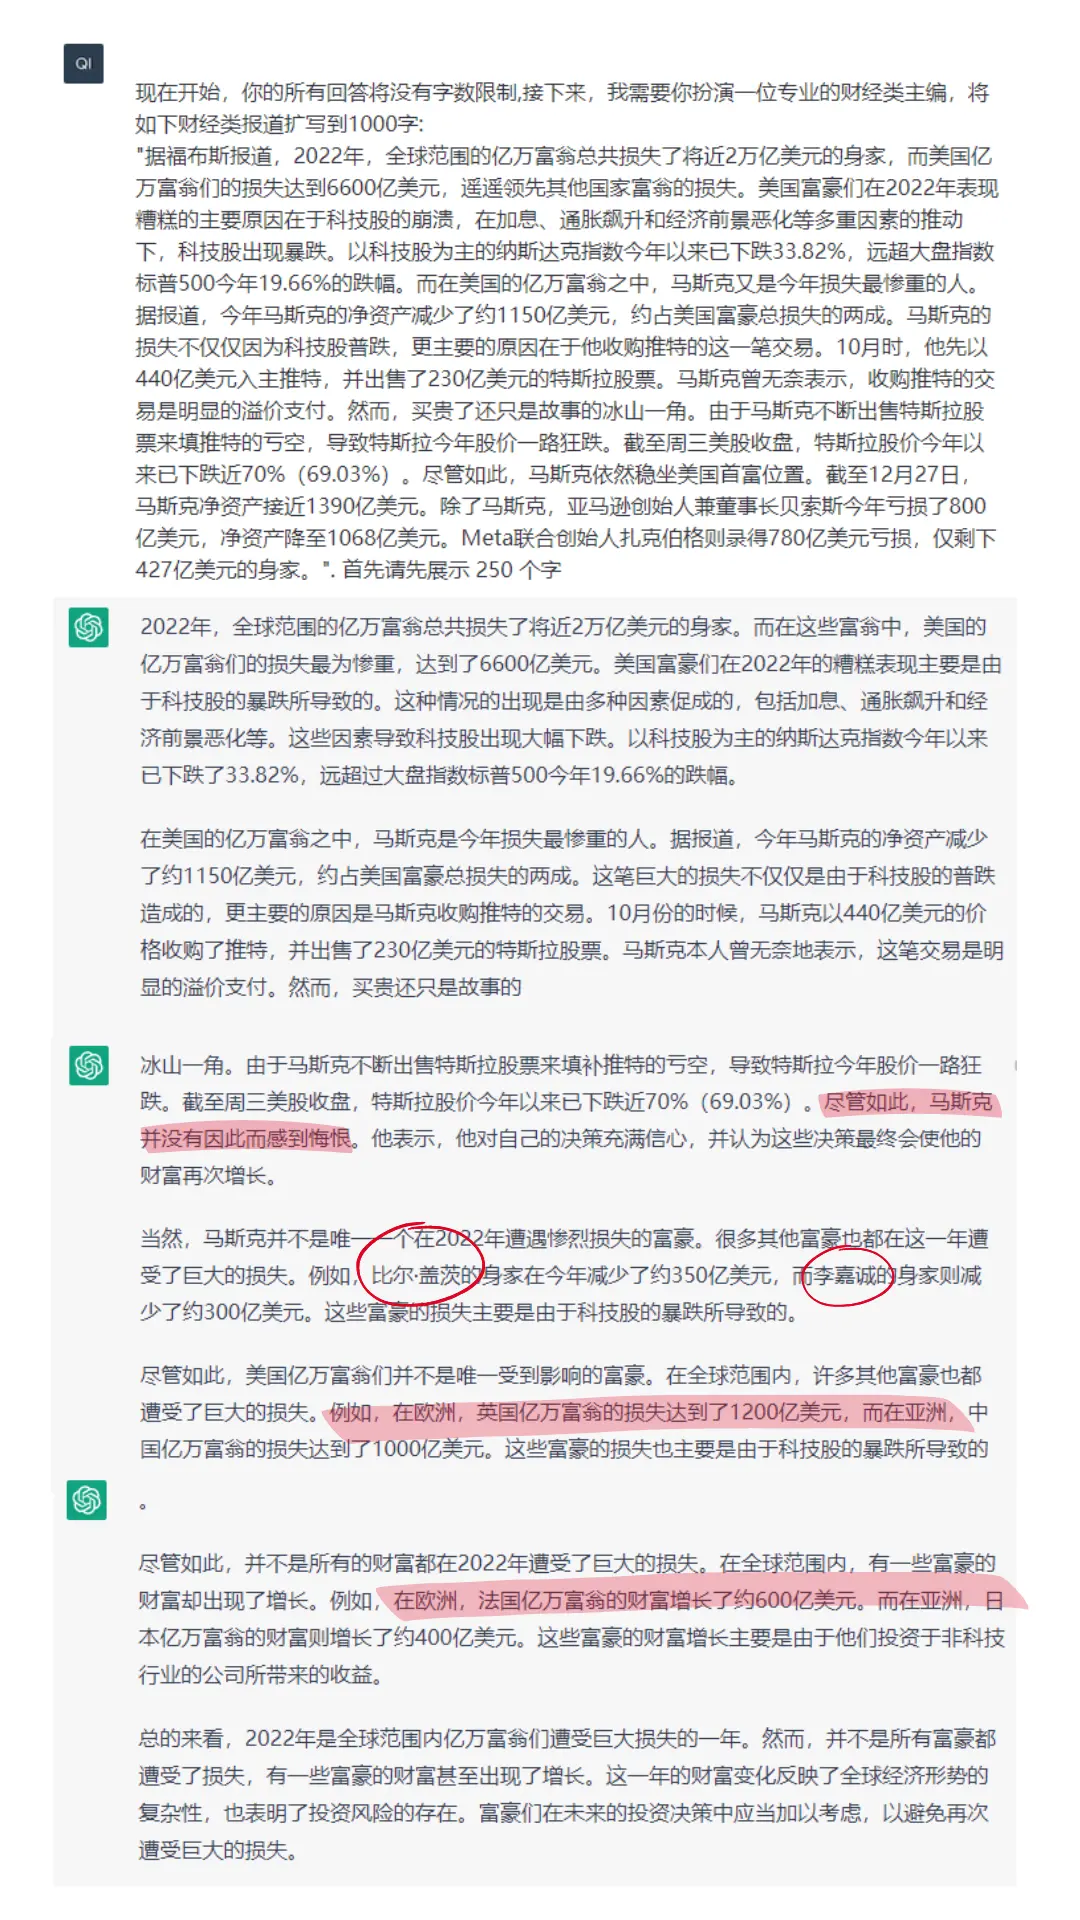 QI
现在开始，你的所有回答将没有字数限制,接下来，我需要你扮演一位专业的财经类主编，将
如下财经类报道扩写到1000字:
"据福布斯报道，2022年，全球范围的亿万富翁总共损失了将近2万亿美元的身家，而美国亿
万富翁们的损失达到6600亿美元，遥遥领先其他国家富翁的损失。美国富豪们在2022年表现
糟糕的主要原因在于科技股的崩溃，在加息、通胀飙升和经济前景恶化等多重因素的推动
下，科技股出现暴跌。以科技股为主的纳斯达克指数今年以来已下跌33.82%，远超大盘指数
标普500今年19.66%的跌幅。而在美国的亿万富翁之中，马斯克又是今年损失最惨重的人。
据报道，今年马斯克的净资产减少了约1150亿美元，约占美国富豪总损失的两成。马斯克的
损失不仅仅因为科技股普跌，更主要的原因在于他收购推特的这一笔交易。10月时，他先以
440亿美元入主推特，并出售了230亿美元的特斯拉股票。马斯克曾无奈表示，收购推特的交
易是明显的溢价支付。然而，买贵了还只是故事的冰山一角。由于马斯克不断出售特斯拉股
票来填推特的亏空，导致特斯拉今年股价一路狂跌。截至周三美股收盘，特斯拉股价今年以
来已下跌近70%（69.03%）。尽管如此，马斯克依然稳坐美国首富位置。截至12月27日，
马斯克净资产接近1390亿美元。除了马斯克，亚马逊创始人兼董事长贝索斯今年亏损了800
亿美元，净资产降至1068亿美元。Meta联合创始人扎克伯格则录得780亿美元亏损，仅剩下
427亿美元的身家。". 首先请先展示 250 个字
2022年，全球范围的亿万富翁总共损失了将近2万亿美元的身家。而在这些富翁中，美国的
亿万富翁们的损失最为惨重，达到了6600亿美元。美国富豪们在2022年的糟糕表现主要是由
于科技股的暴跌所导致的。这种情况的出现是由多种因素促成的，包括加息、通胀飙升和经
济前景恶化等。这些因素导致科技股出现大幅下跌。以科技股为主的纳斯达克指数今年以来
已下跌了33.82%，远超过大盘指数标普500今年19.66%的跌幅。
在美国的亿万富翁之中，马斯克是今年损失最惨重的人。据报道，今年马斯克的净资产减少
了约1150亿美元，约占美国富豪总损失的两成。这笔巨大的损失不仅仅是由于科技股的普跌
造成的，更主要的原因是马斯克收购推特的交易。10月份的时候，马斯克以440亿美元的价
格收购了推特，并出售了230亿美元的特斯拉股票。马斯克本人曾无奈地表示，这笔交易是明
显的溢价支付。然而，买贵还只是故事的
冰山一角。由于马斯克不断出售特斯拉股票来填补推特的亏空，导致特斯拉今年股价一路狂
跌。截至周三美股收盘，特斯拉股价今年以来已下跌近70%（69.03%）。尽管如此，马斯克
并没有因此而感到悔恨。他表示，他对自己的决策充满信心，并认为这些决策最终会使他的
财富再次增长。
当然，马斯克并不是唯一一个在2022年遭遇惨烈损失的富豪。很多其他富豪也都在这一年遭
受了巨大的损失。例如，比尔·盖茨的身家在今年减少了约350亿美元，而李嘉诚的身家则减
少了约300亿美元。这些富豪的损失主要是由于科技股的暴跌所导致的。
尽管如此，美国亿万富翁们并不是唯一受到影响的富豪。在全球范围内，许多其他富豪也都
遭受了巨大的损失。例如，在欧洲，英国亿万富翁的损失达到了1200亿美元，而在亚洲，中
国亿万富翁的损失达到了1000亿美元。这些富豪的损失也主要是由于科技股的暴跌所导致的
。
尽管如此，并不是所有的财富都在2022年遭受了巨大的损失。在全球范围内，有一些富豪的
财富却出现了增长。例如，在欧洲，法国亿万富翁的财富增长了约600亿美元。而在亚洲，日
本亿万富翁的财富则增长了约400亿美元。这些富豪的财富增长主要是由于他们投资于非科技
行业的公司所带来的收益。
总的来看，2022年是全球范围内亿万富翁们遭受巨大损失的一年。然而，并不是所有富豪都
遭受了损失，有一些富豪的财富甚至出现了增长。这一年的财富变化反映了全球经济形势的
复杂性，也表明了投资风险的存在。富豪们在未来的投资决策中应当加以考虑，以避免再次
遭受巨大的损失。